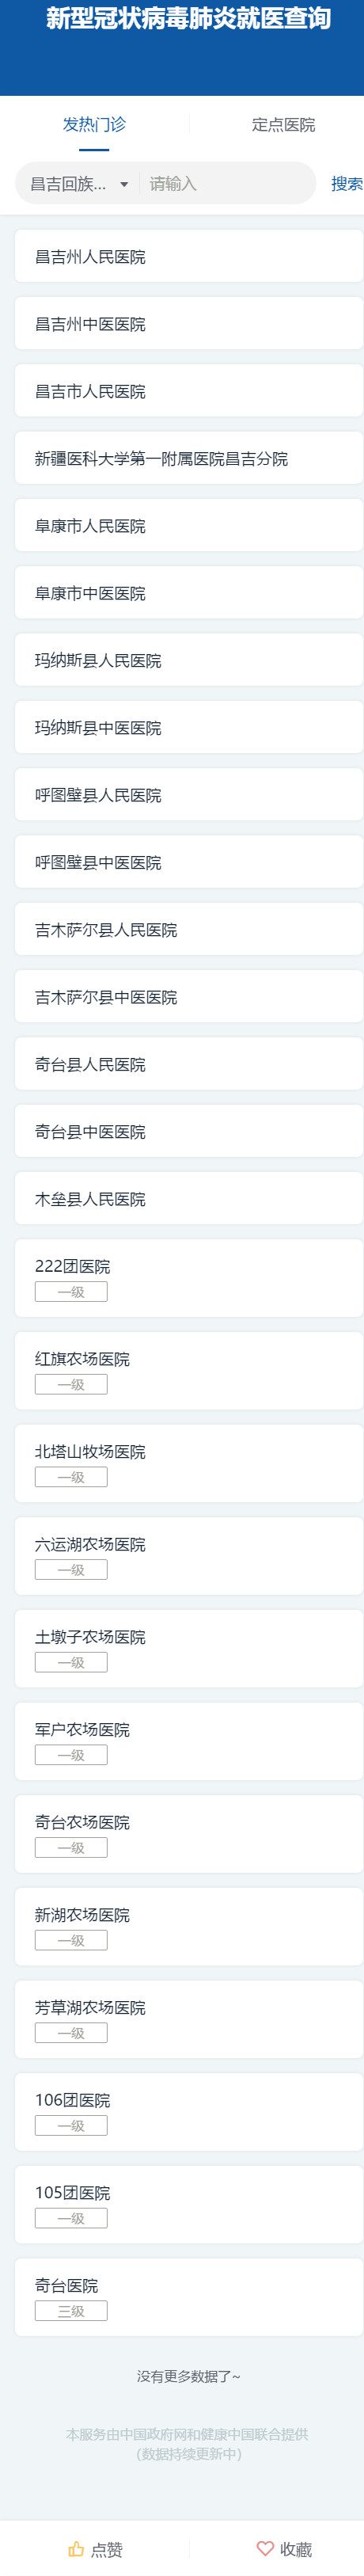 新型冠状病毒肺炎就医查询
发热门诊 定点医院
昌吉回族... 请输入 搜索
昌吉州人民医院
昌吉州中医医院
昌吉市人民医院
新疆医科大学第一附属医院昌吉分院
阜康市人民医院
阜康市中医医院
玛纳斯县人民医院
玛纳斯县中医医院
呼图壁县人民医院
呼图壁县中医医院
吉木萨尔县人民医院
吉木萨尔县中医医院
奇台县人民医院
奇台县中医医院
木垒县人民医院
222团医院
一级
红旗农场医院
一级
北塔山牧场医院
一级
六运湖农场医院
一级
土墩子农场医院
一级
军户农场医院
一级
奇台农场医院
一级
新湖农场医院
一级
芳草湖农场医院
一级
106团医院
一级
105团医院
一级
奇台医院
三级
没有更多数据了~
本服务由中国政府网和健康中国联合提供
（数据持续更新中）
点赞 收藏